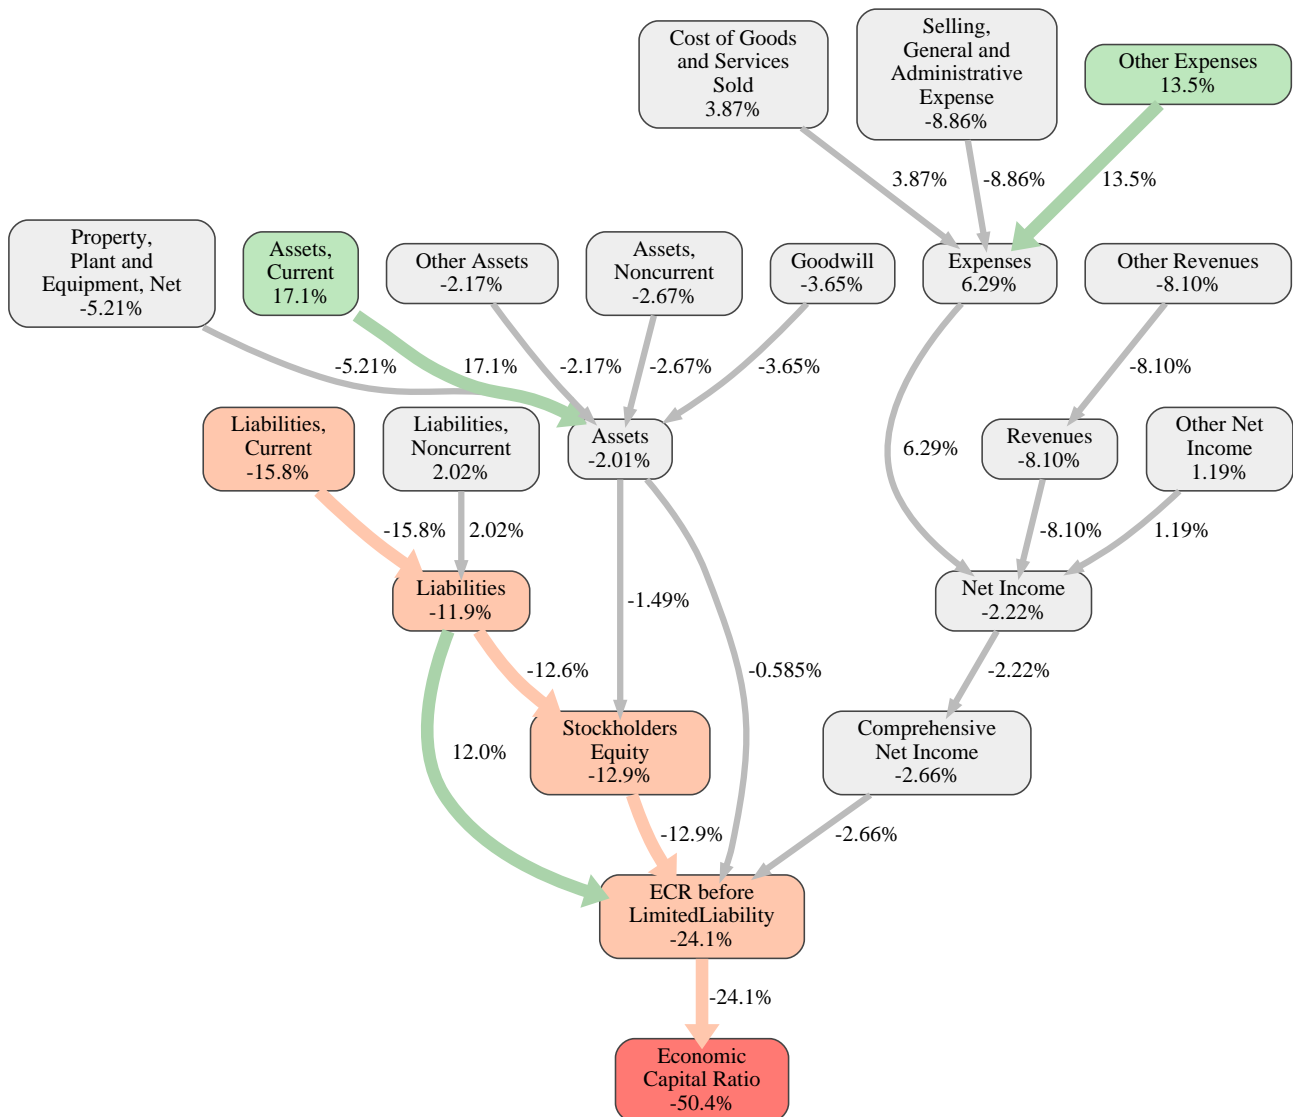 Cost of Goods
and Services
Sold
3.87%
Selling,
General and
Administrative
Expense
-8.86%
Other Expenses
13.5%
3.87%
-8.86%
13.5%
Property,
Plant and
Equipment, Net
-5.21%
Assets,
Current
17.1%
Other Assets
-2.17%
Assets,
Noncurrent
-2.67%
Goodwill
-3.65%
Expenses
6.29%
Other Revenues
-8.10%
-5.21%
17.1%
-2.17%
-2.67%
-3.65%
-8.10%
Liabilities,
Current
-15.8%
Liabilities,
Noncurrent
2.02%
Assets
-2.01%
6.29%
Revenues
-8.10%
Other Net
Income
1.19%
-15.8%
2.02%
-8.10%
1.19%
Liabilities
-11.9%
-1.49%
Net Income
-2.22%
-12.6%
-0.585%
-2.22%
12.0%
Stockholders
Equity
-12.9%
Comprehensive
Net Income
-2.66%
-12.9%
-2.66%
ECR before
LimitedLiability
-24.1%
-24.1%
Economic
Capital Ratio
-50.4%